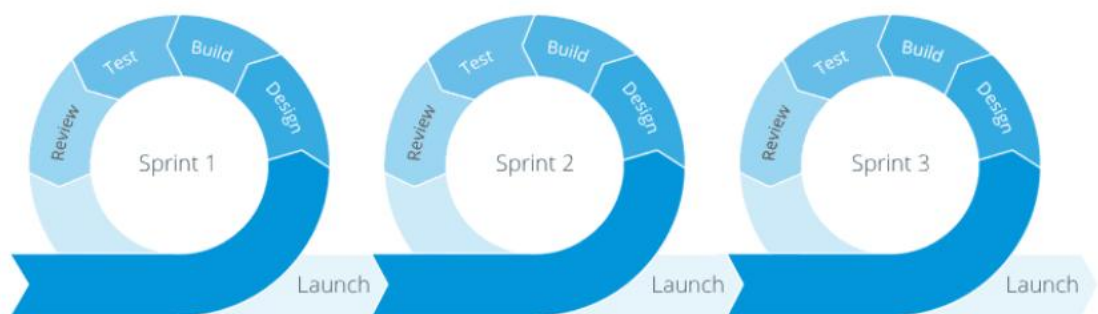 Test
Build
Design
Review
Sprint 1
Launch
Test
Build
Design
Review
Sprint 2
Launch
Test
Build
Design
Review
Sprint 3
Launch